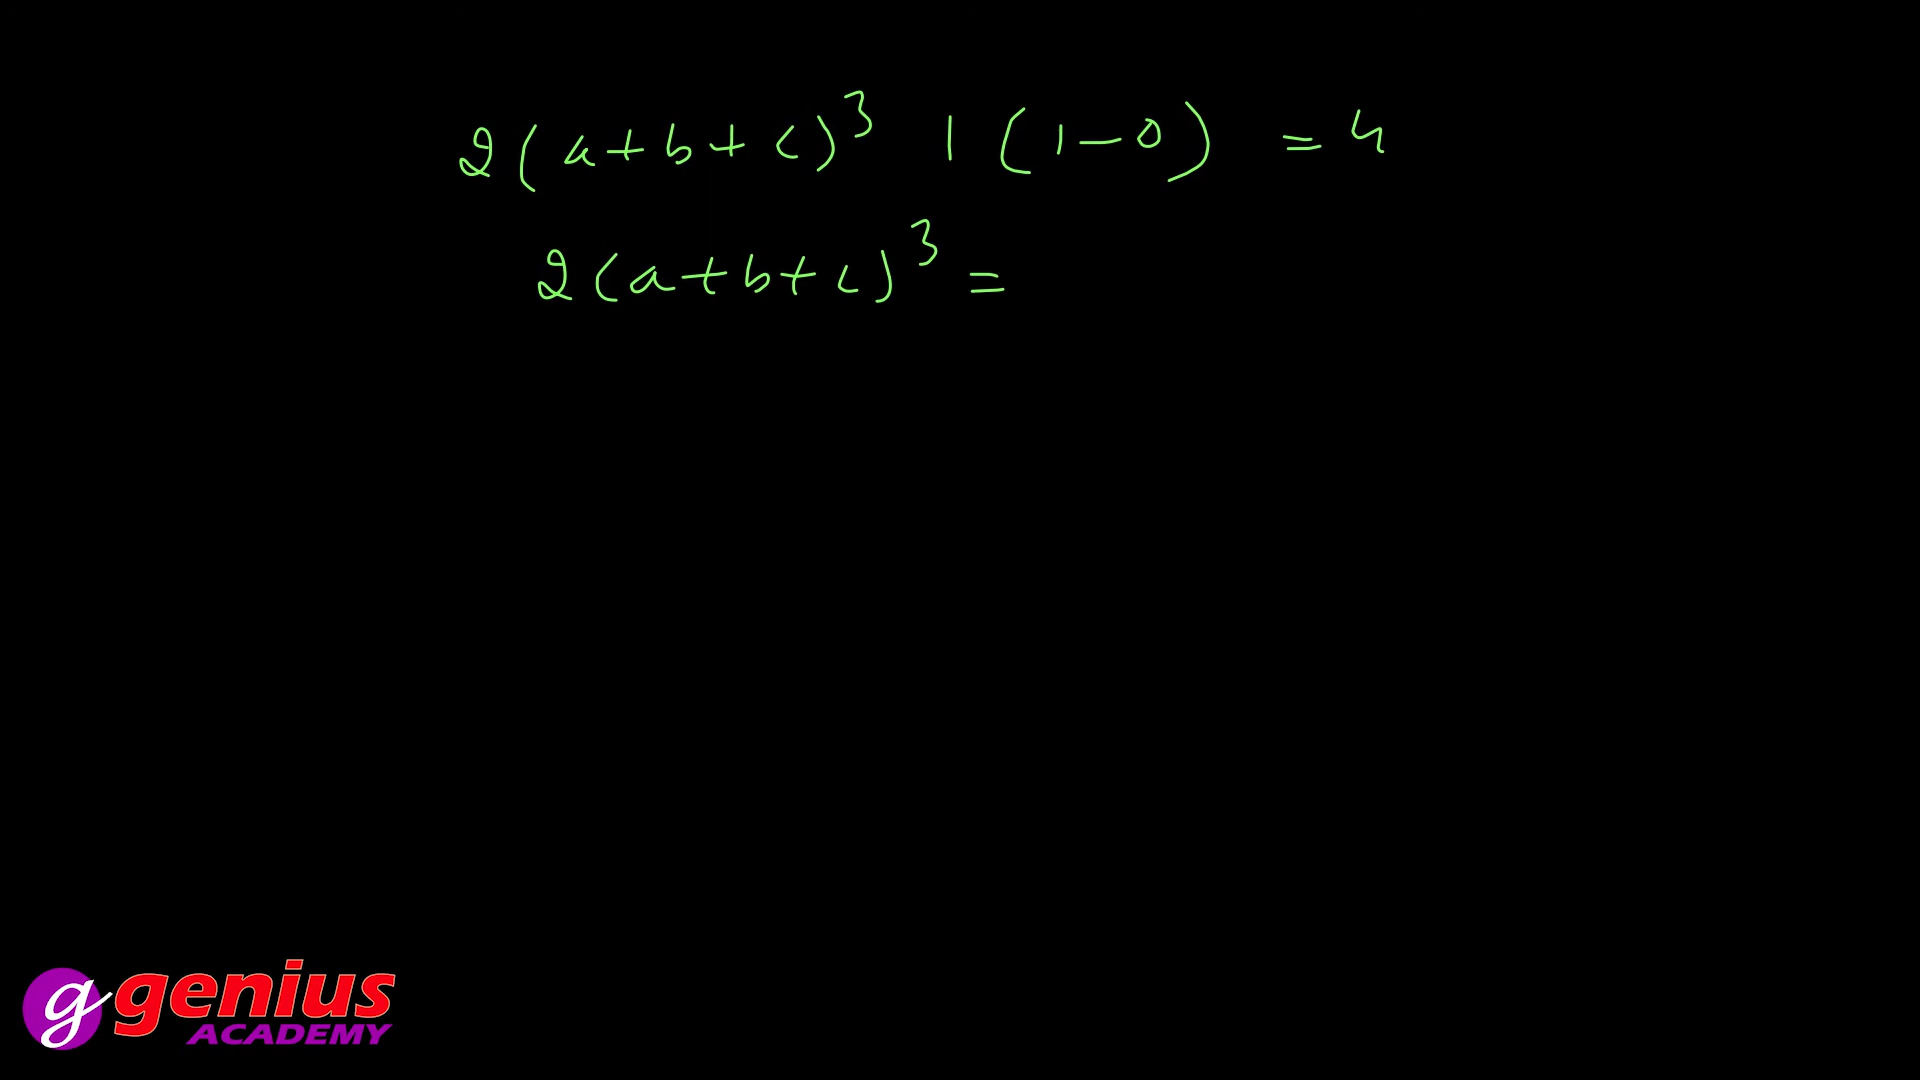 2(a+b+c)³ 1(1-0) = 4
2(a+b+c)³ =
g genius
ACADEMY